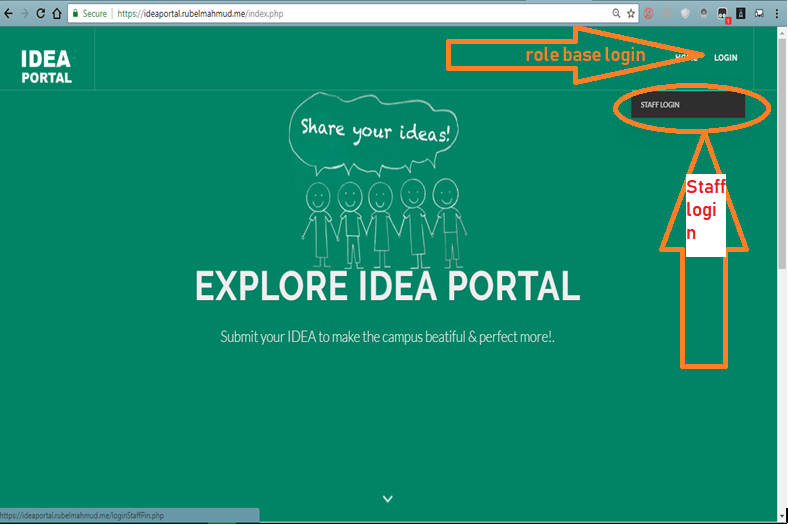 Secure | https://ideaportal.rubelmahmud.me/index.php
1
IDEA
PORTAL
role base login
HOME
LOGIN
STAFF LOGIN
Share your ideas!
Staff
logi
n
EXPLORE IDEA PORTAL
Submit your IDEA to make the campus beatiful & perfect more!.
https://ideaportal.rubelmahmud.me/loginStaffPin.php